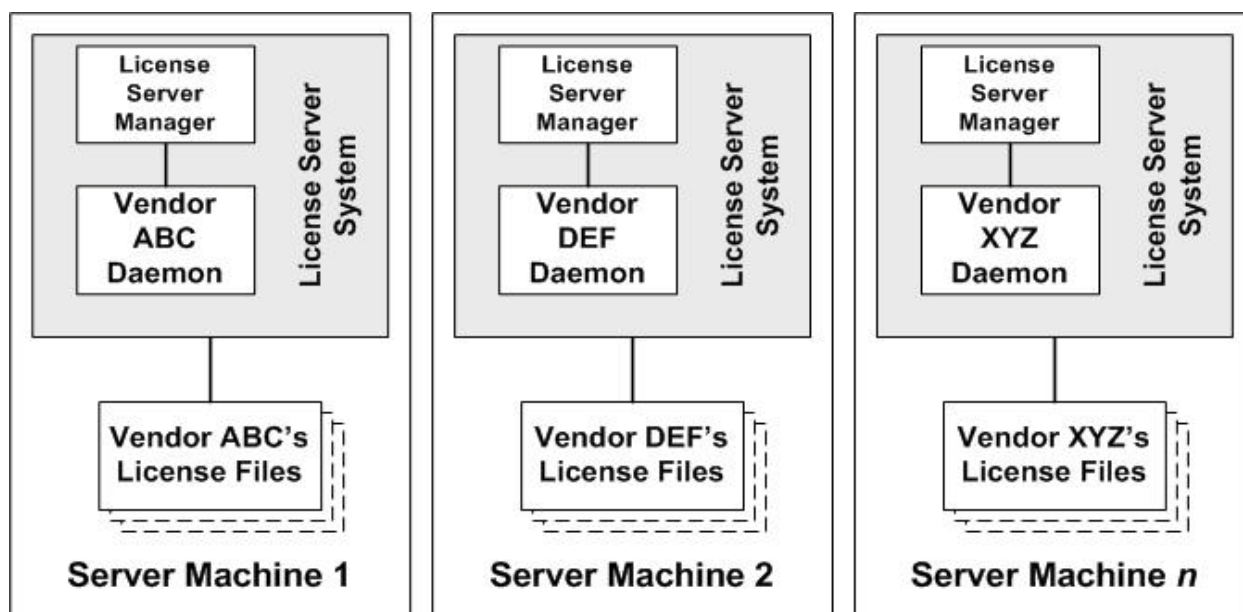 License
Server
Manager
Vendor
ABC
Daemon
License Server
System
Vendor ABC's
License Files
Server Machine 1
License
Server
Manager
Vendor
DEF
Daemon
License Server
System
Vendor DEF's
License Files
Server Machine 2
License
Server
Manager
Vendor
XYZ
Daemon
License Server
System
Vendor XYZ's
License Files
Server Machine n